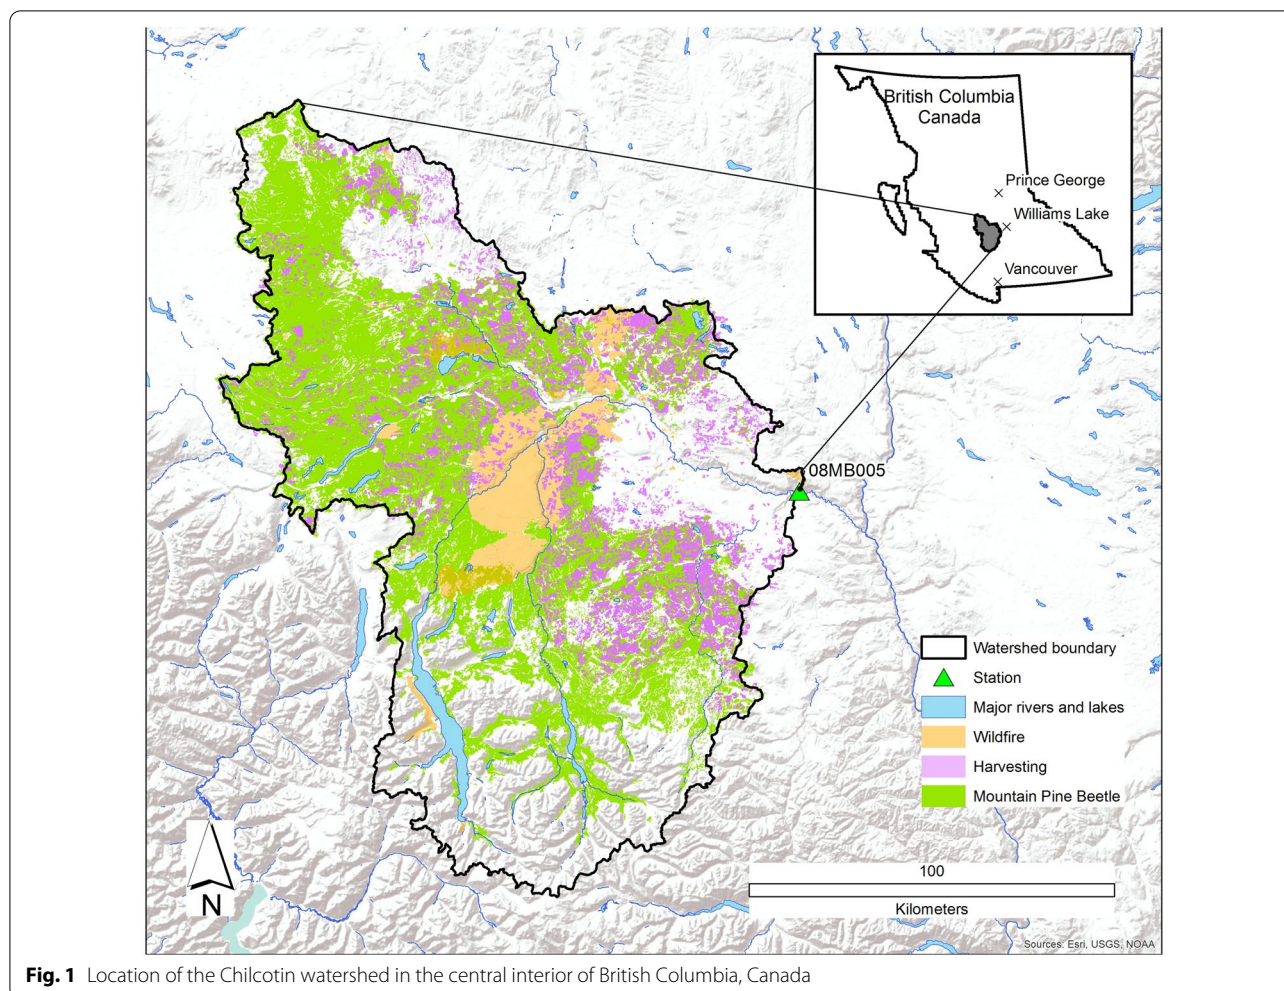 British Columbia
Canada
Prince George
Williams Lake
Vancouver
08MB005
Watershed boundary
Station
Major rivers and lakes
Wildfire
Harvesting
Mountain Pine Beetle
N
100
Kilometers
Sources: Esri, USGS, NOAA
Fig. 1 Location of the Chilcotin watershed in the central interior of British Columbia, Canada